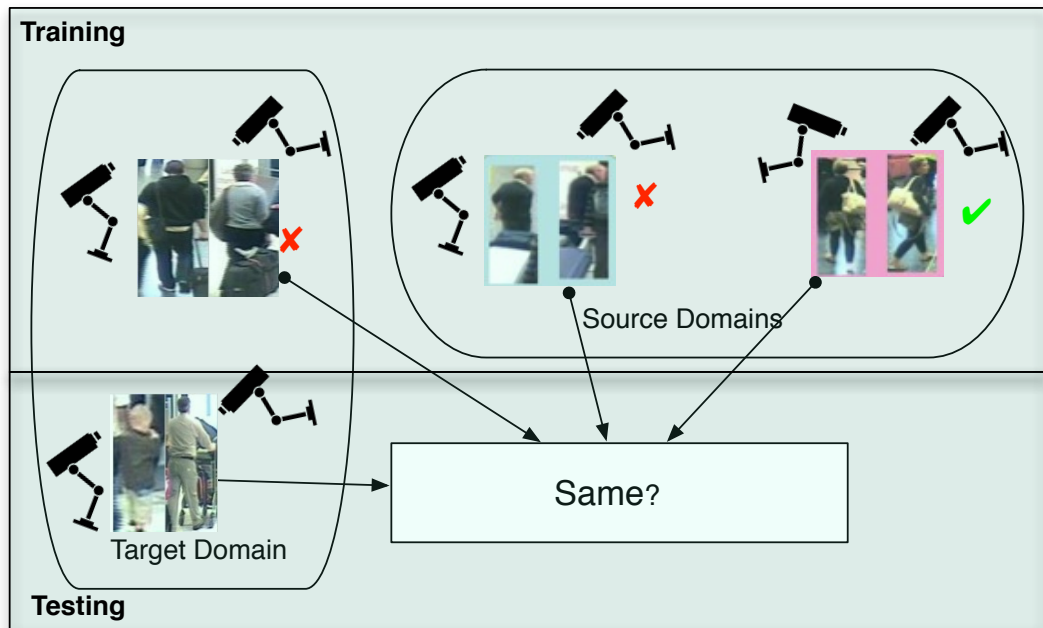 Training
Source Domains
Same?
Target Domain
Testing